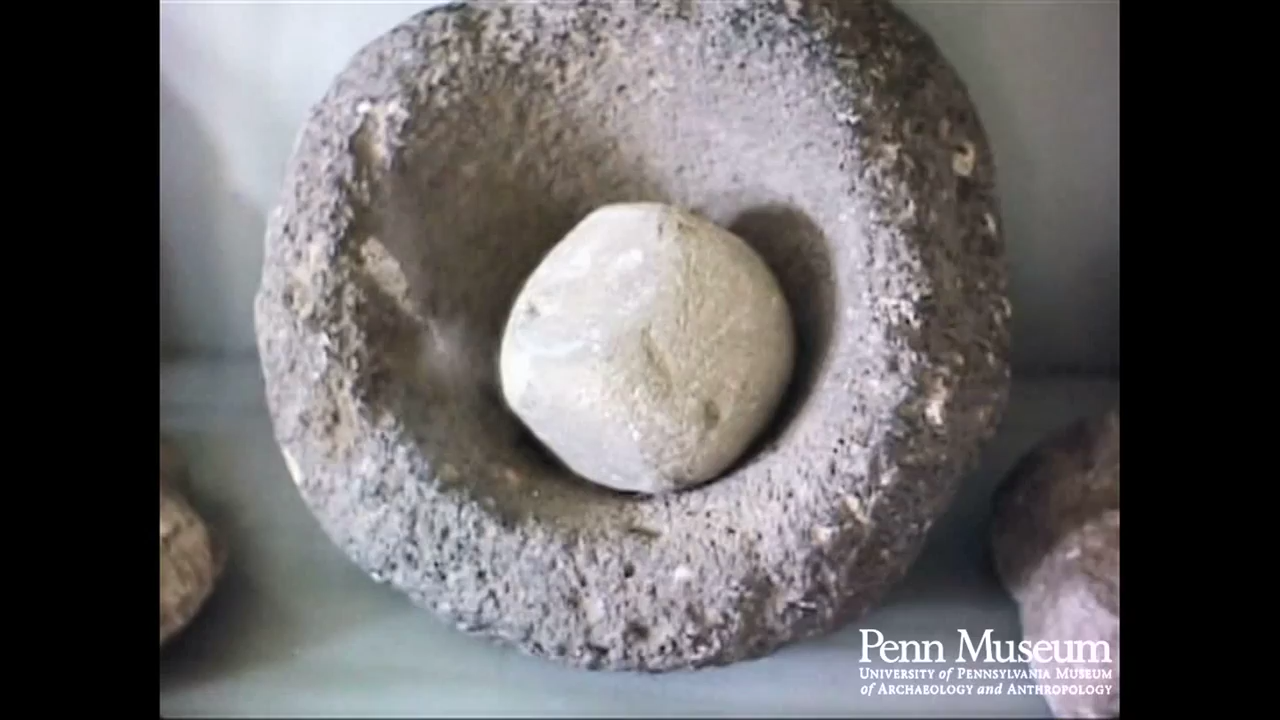 Penn Museum
UNIVERSITY of PENNSYLVANIA MUSEUM
of ARCHAEOLOGY and ANTHROPOLOGY